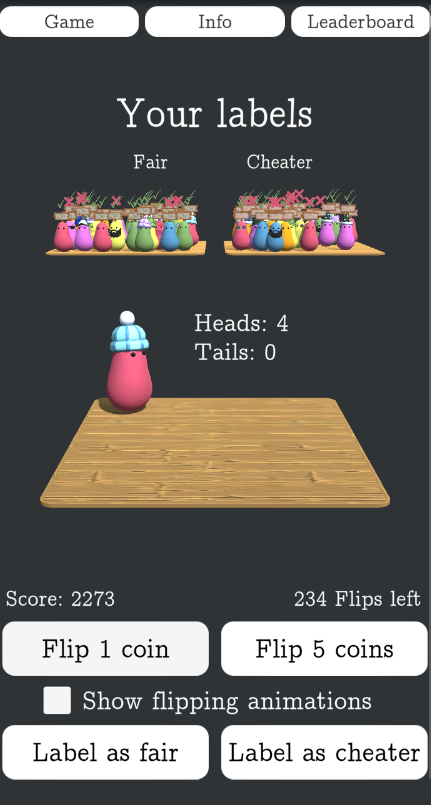 Game Info Leaderboard
Your labels
Fair Cheater
Heads: 4
Tails: 0
Score: 2273 234 Flips left
Flip 1 coin Flip 5 coins
Show flipping animations
Label as fair Label as cheater